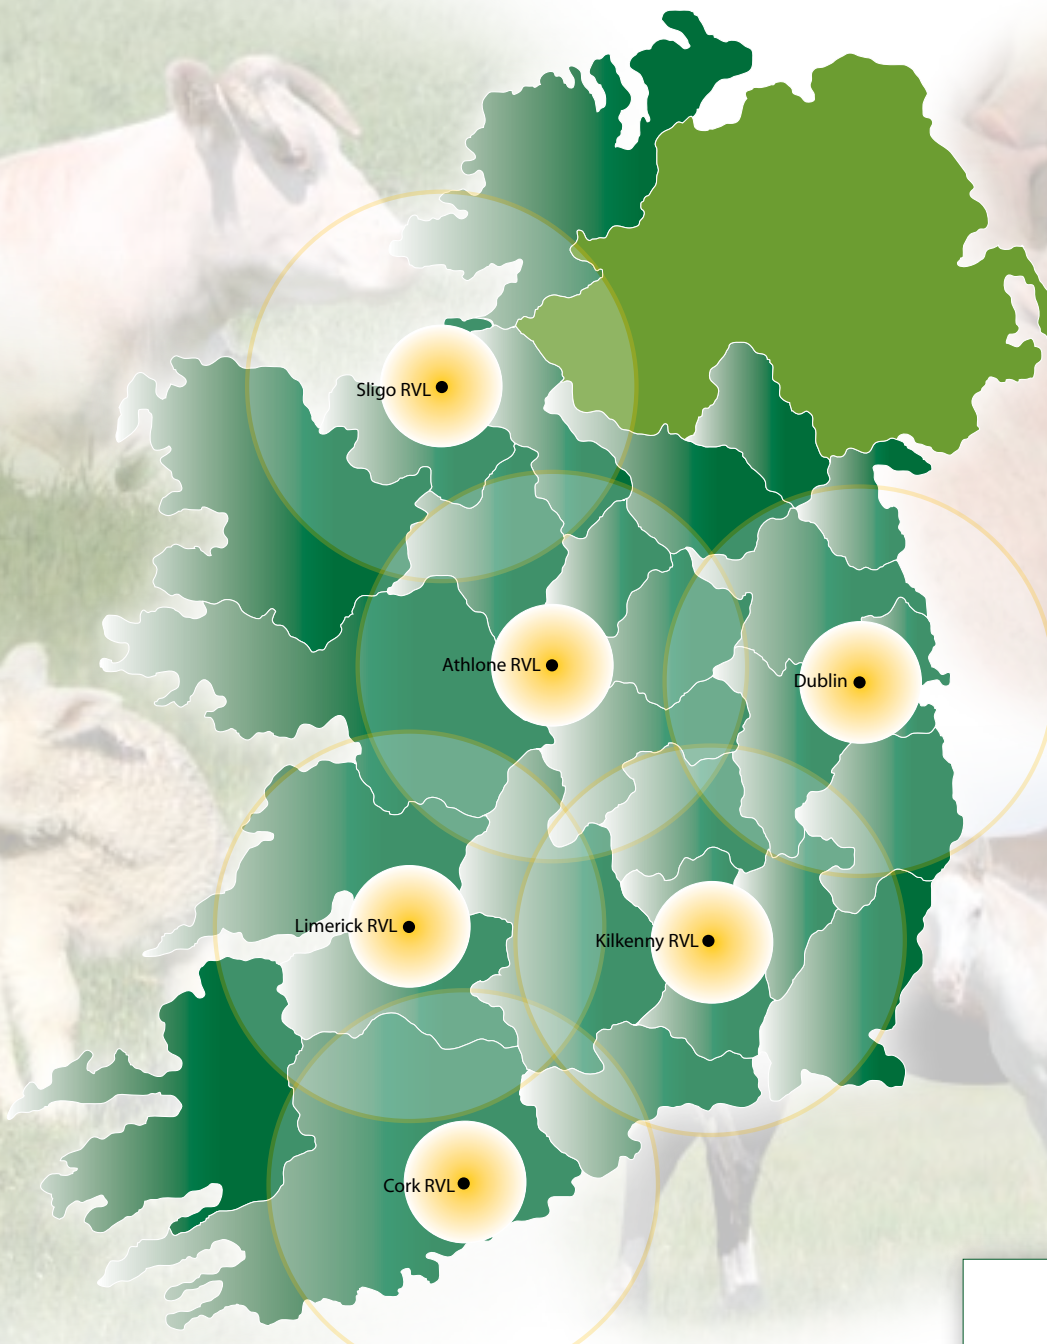 Sligo RVL
Athlone RVL
Dublin
Limerick RVL
Kilkenny RVL
Cork RVL